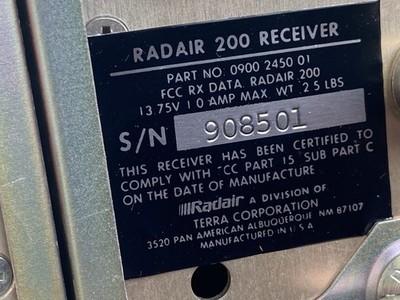 RADAIR 200 RECEIVER
PART NO. 0900 2450 01
FCC RX DATA, RADAIR 200
13.75V 1.0 AMP MAX. WT. 2.5 LBS
S/N 908501
THIS RECEIVER HAS BEEN CERTIFIED TO
COMPLY WITH FCC PART 15 SUB PART C
ON THE DATE OF MANUFACTURE
Radair A DIVISION OF
TERRA CORPORATION
3520 PAN AMERICAN ALBUQUERQUE NM 87107
MANUFACTURED IN U.S.A